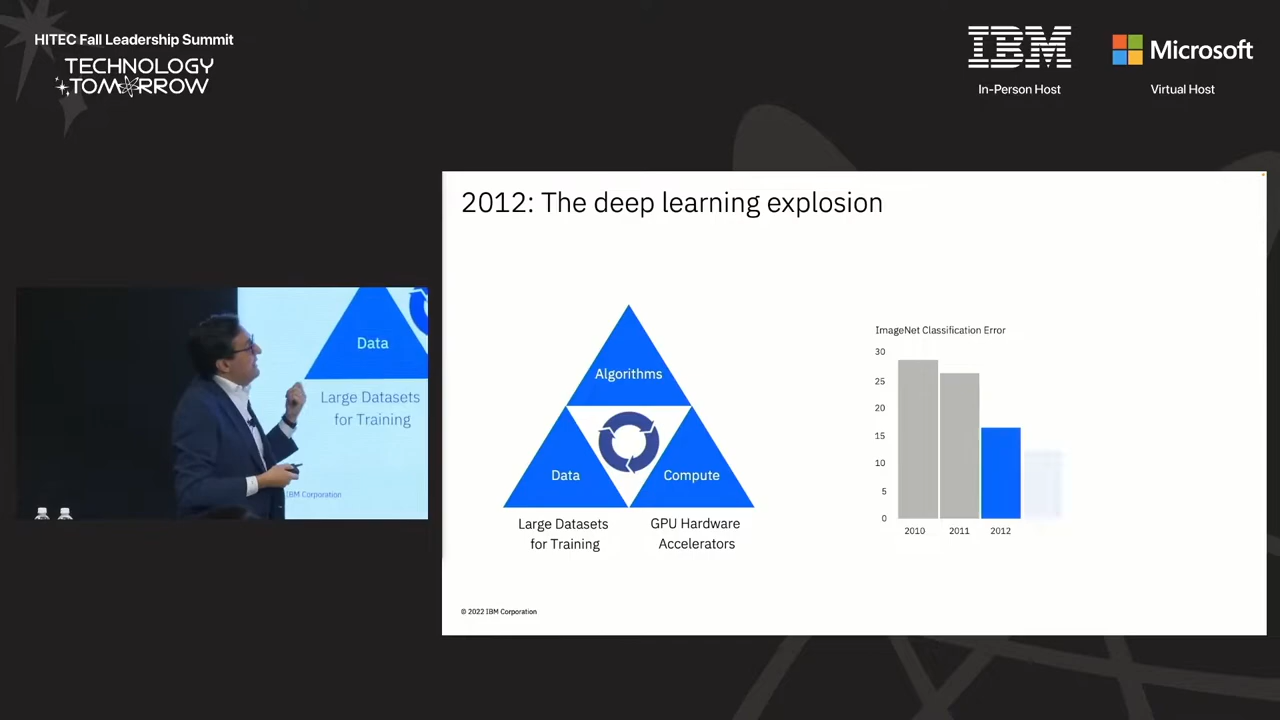 HITEC Fall Leadership Summit
TECHNOLOGY
TOMORROW
IBM
In-Person Host
Microsoft
Virtual Host
2012: The deep learning explosion
Algorithms
Data
Compute
Large Datasets
for Training
GPU Hardware
Accelerators
ImageNet Classification Error
30
25
20
15
10
5
0
2010
2011
2012
© 2022 IBM Corporation
Data
Large Datasets
for Training
IBM Corporation